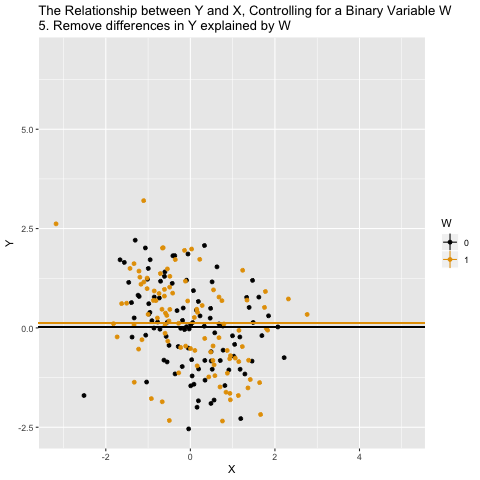 The Relationship between Y and X, Controlling for a Binary Variable W
5. Remove differences in Y explained by W
5.0
2.5
0.0
-2.5
Y
-2
0
2
4
X
W
0
1